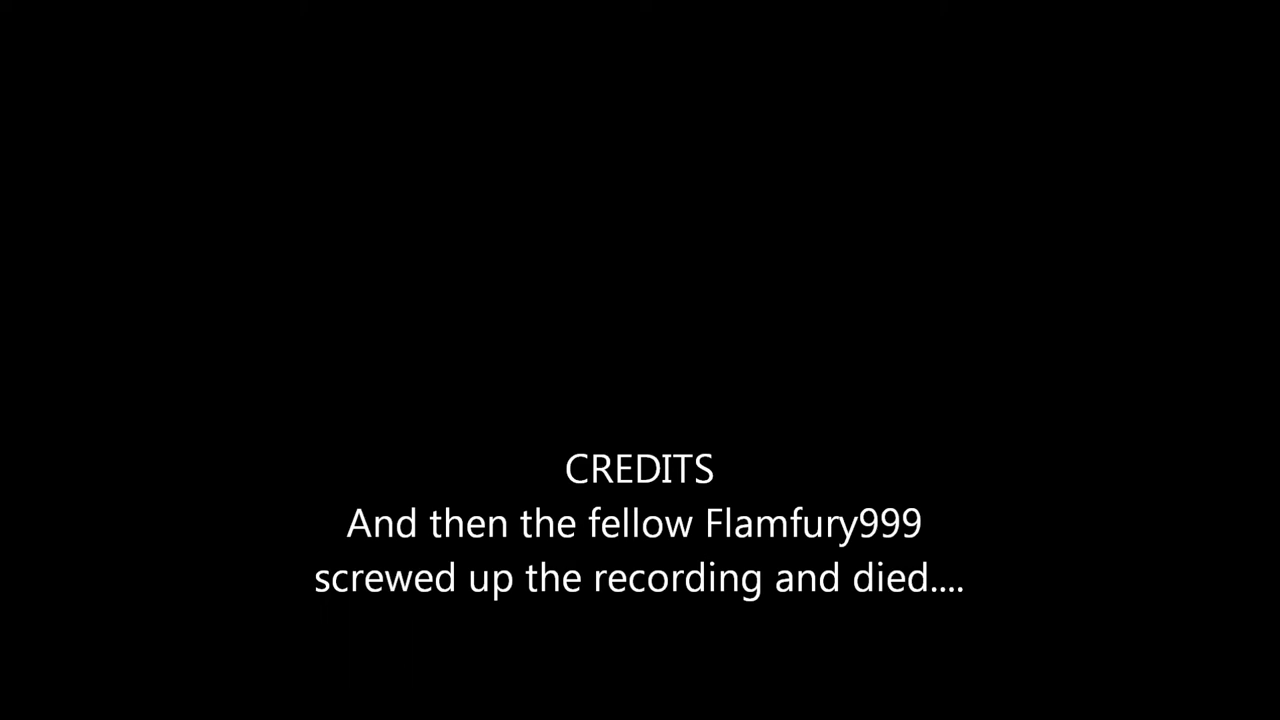 CREDITS
And then the fellow Flamfury999
screwed up the recording and died....